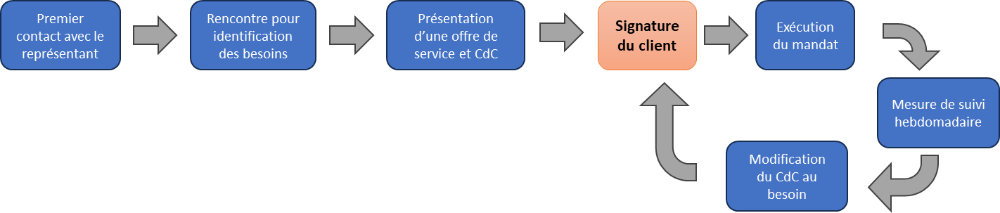 Premier
contact avec le
représentant
Rencontre pour
identification
des besoins
Présentation
d'une offre de
service et CdC
Signature
du client
Exécution
du mandat
Mesure de suivi
hebdomadaire
Modification
du CdC au
besoin